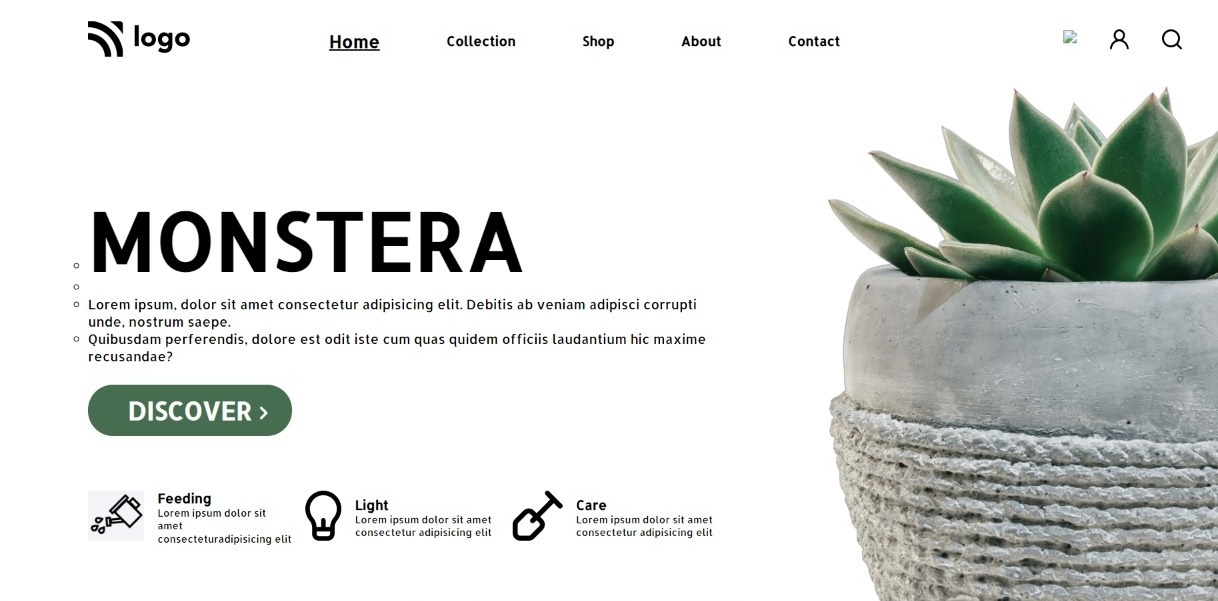 logo
Home Collection Shop About Contact
MONSTERA
Lorem ipsum, dolor sit amet consectetur adipisicing elit. Debitis ab veniam adipisci corrupti
unde, nostrum saepe.
Quibusdam perferendis, dolore est odit iste cum quas quidem officiis laudantium hic maxime
recusandae?
DISCOVER ›
Feeding
Lorem ipsum dolor sit
amet
consecteturadipisicing elit
Light
Lorem ipsum dolor sit amet
consectetur adipisicing elit
Care
Lorem ipsum dolor sit amet
consectetur adipisicing elit